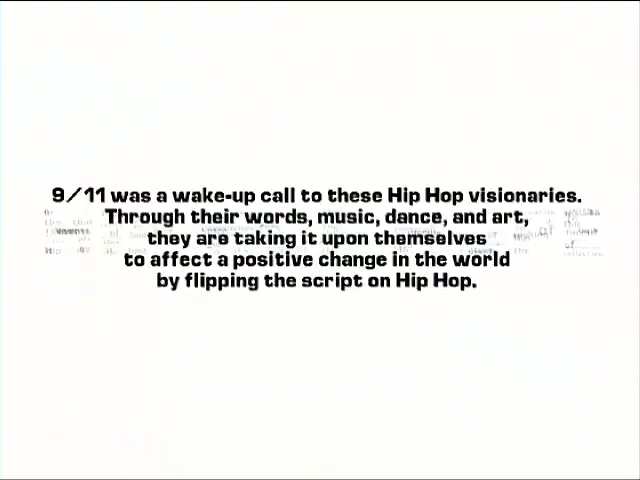 9/11 was a wake-up call to these Hip Hop visionaries.
Through their words, music, dance, and art,
they are taking it upon themselves
to affect a positive change in the world
by flipping the script on Hip Hop.